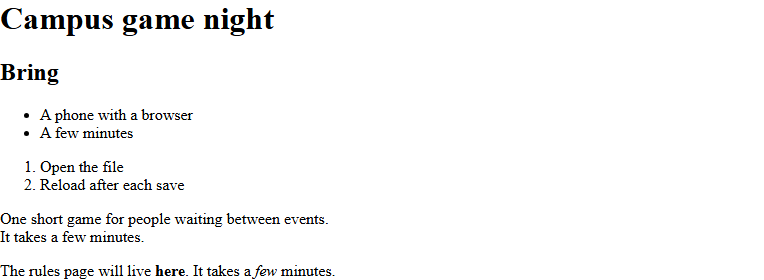 Campus game night
Bring
• A phone with a browser
• A few minutes
1. Open the file
2. Reload after each save
One short game for people waiting between events.
It takes a few minutes.
The rules page will live here. It takes a few minutes.